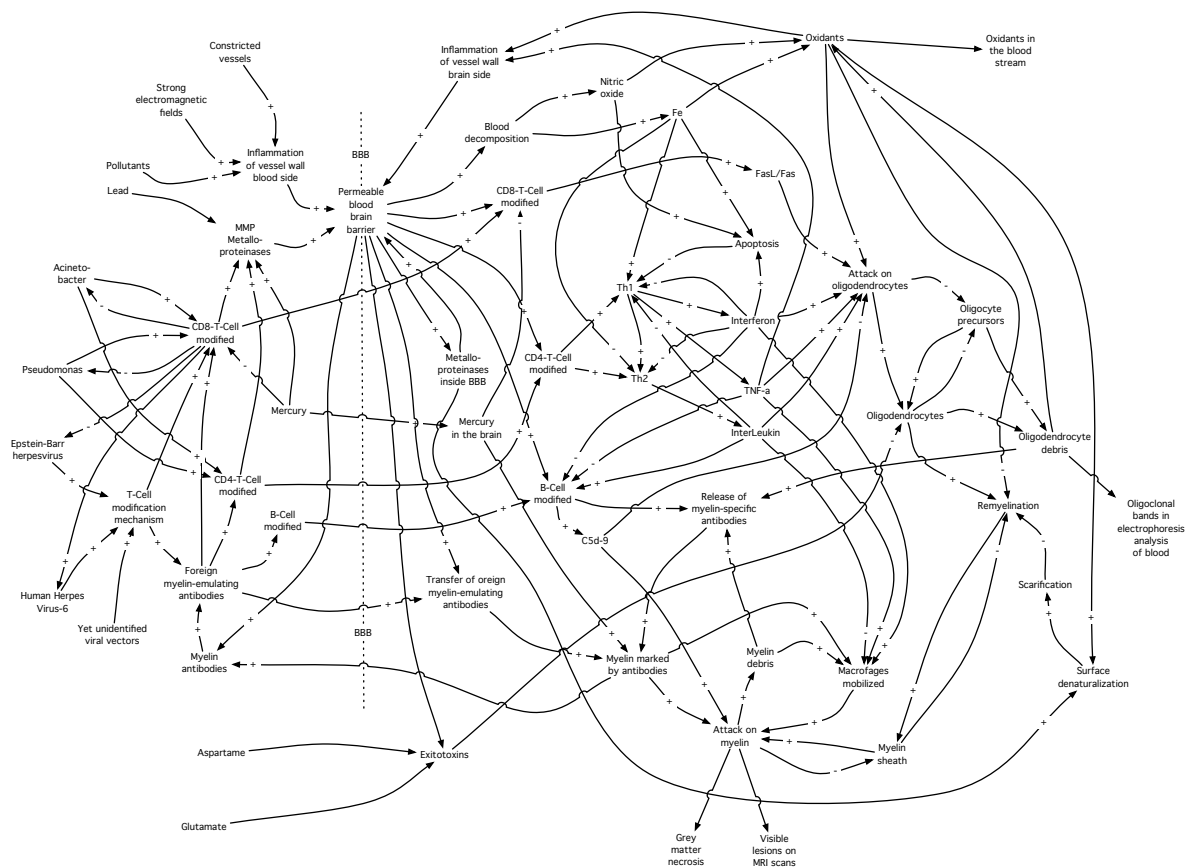 Constricted
vessels
Strong
electromagnetic
fields
Pollutants
Lead
Inflammation
of vessel wall
blood side
MMP
Metallo-
proteinases
BBB
Permeable
blood
brain
barrier
Inflammation
of vessel wall
brain side
Blood
decomposition
Nitric
oxide
Fe
Oxidants
Oxidants in
the blood
stream
CD8-T-Cell
modified
FasL/Fas
Apoptosis
Attack on
oligodendrocytes
Oligocyte
precursors
Acineto-
bacter
CD8-T-Cell
modified
Pseudomonas
Mercury
Epstein-Barr
herpesvirus
T-Cell
modification
mechanism
CD4-T-Cell
modified
B-Cell
modified
Foreign
myelin-emulating
antibodies
Human Herpes
Virus-6
Yet unidentified
viral vectors
Myelin
antibodies
BBB
Metallo-
proteinases
inside BBB
Mercury
in the brain
CD4-T-Cell
modified
Th1
Th2
Interferon
TNF-a
InterLeukin
Oligodendrocytes
Oligodendrocyte
debris
B-Cell
modified
C5d-9
Release of
myelin-specific
antibodies
Remyelination
Oligoclonal
bands in
electrophoresis
analysis
of blood
Transfer of oreign
myelin-emulating
antibodies
Scarification
Myelin marked
by antibodies
Myelin
debris
Macrofages
mobilized
Surface
denaturalization
Attack on
myelin
Myelin
sheath
Aspartame
Exitotoxins
Glutamate
Grey
matter
necrosis
Visible
lesions on
MRI scans